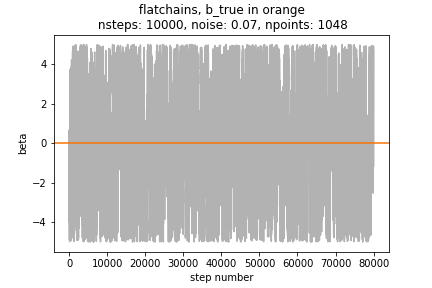 flatchains, b_true in orange
nsteps: 10000, noise: 0.07, npoints: 1048
4
2
0
−2
−4
beta
0 10000 20000 30000 40000 50000 60000 70000 80000
step number